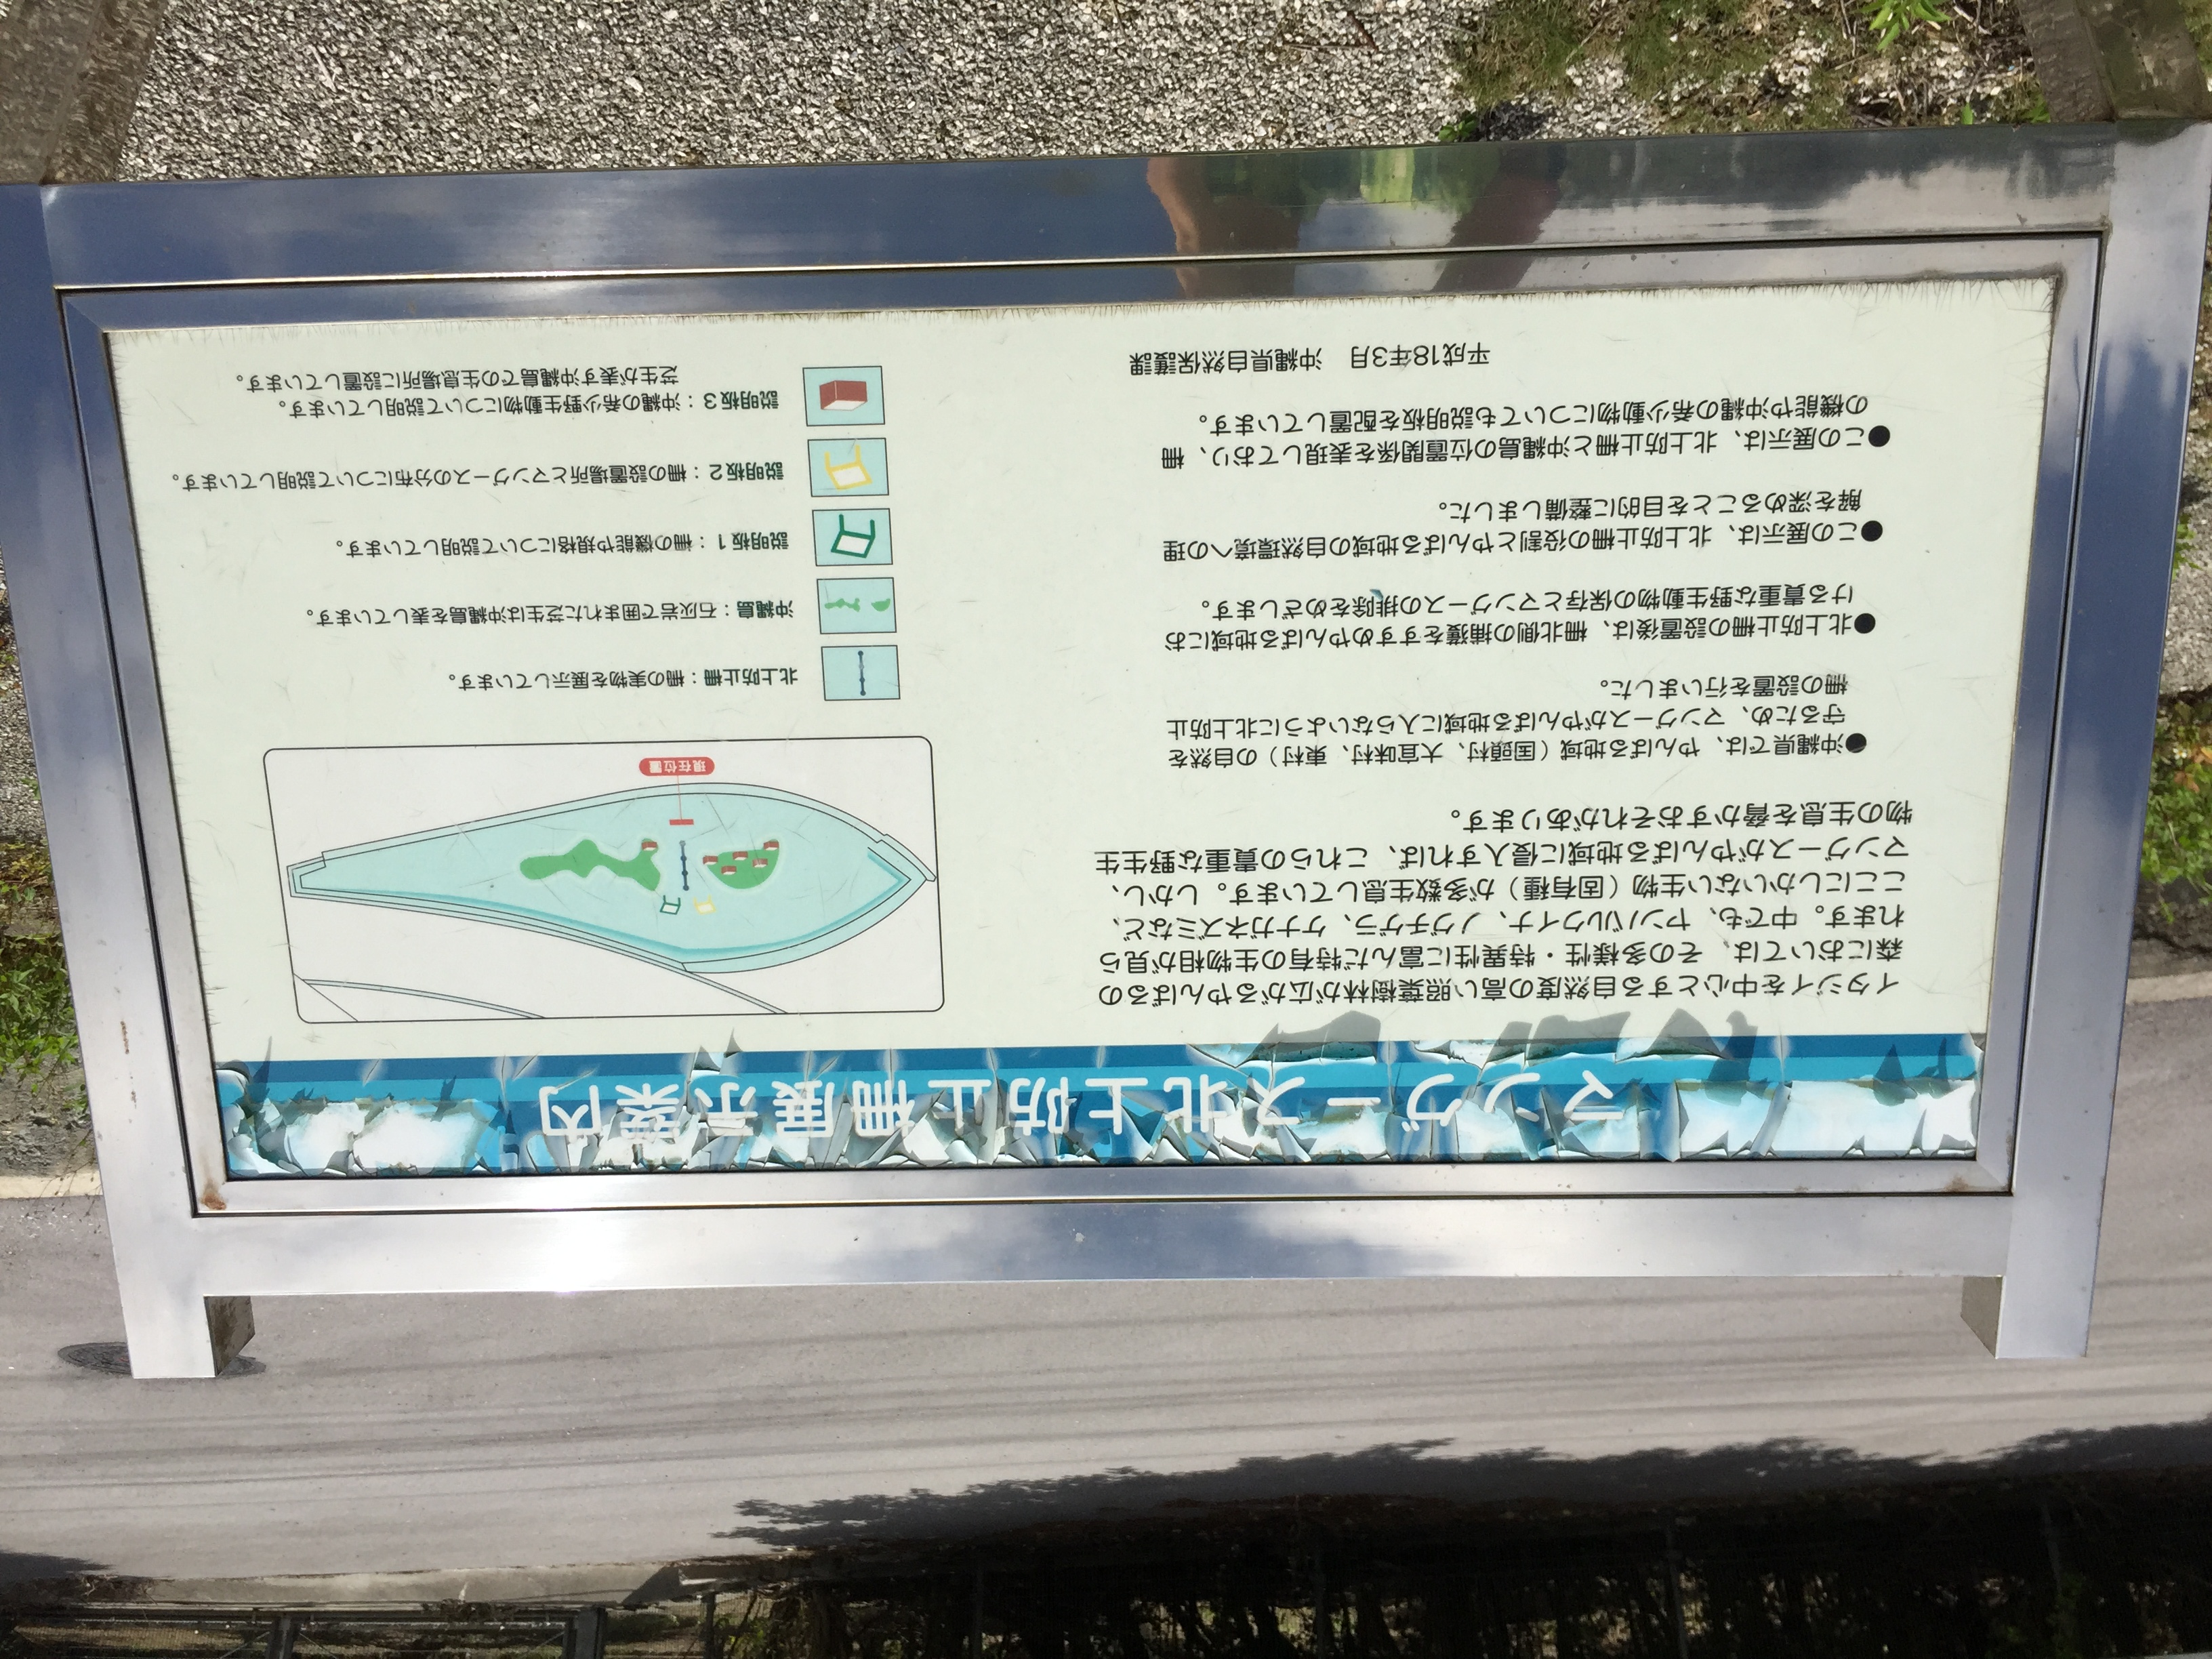 マングース北上防止柵展示案内
イタジイを中心とする自然度の高い照葉樹林が広がるやんばるの
森においては、その多様性・特異性に富んだ特有の生物相が見ら
れます。中でも、ヤンバルクイナ、ノグチゲラ、ケナガネズミなど、
ここにしかいない生物（固有種）が多数生息しています。しかし、
マングースがやんばる地域に侵入すれば、これらの貴重な野生生
物の生息を脅かすおそれがあります。
●沖縄県では、やんばる地域（国頭村、大宜味村、東村）の自然を
守るため、マングースがやんばる地域に入らないように北上防止
柵の設置を行いました。
●北上防止柵の設置後は、柵北側の捕獲をすすめやんばる地域にお
ける貴重な野生動物の保存とマングースの排除をめざします。
●この展示は、北上防止柵の役割とやんばる地域の自然環境への理
解を深めることを目的に整備しました。
●この展示は、北上防止柵と沖縄島の位置関係を表現しており、柵
の機能や沖縄の希少動物についても説明板を配置しています。
平成18年3月　沖縄県自然保護課
現在位置
北上防止柵：柵の実物を展示しています。
沖縄島：石灰岩で囲まれた芝生は沖縄島を表しています。
説明板1：柵の機能や規格について説明しています。
説明板2：柵の設置場所とマングースの分布について説明しています。
説明板3：沖縄の希少野生動物について説明しています。
芝生が表す沖縄島での生息場所に設置しています。